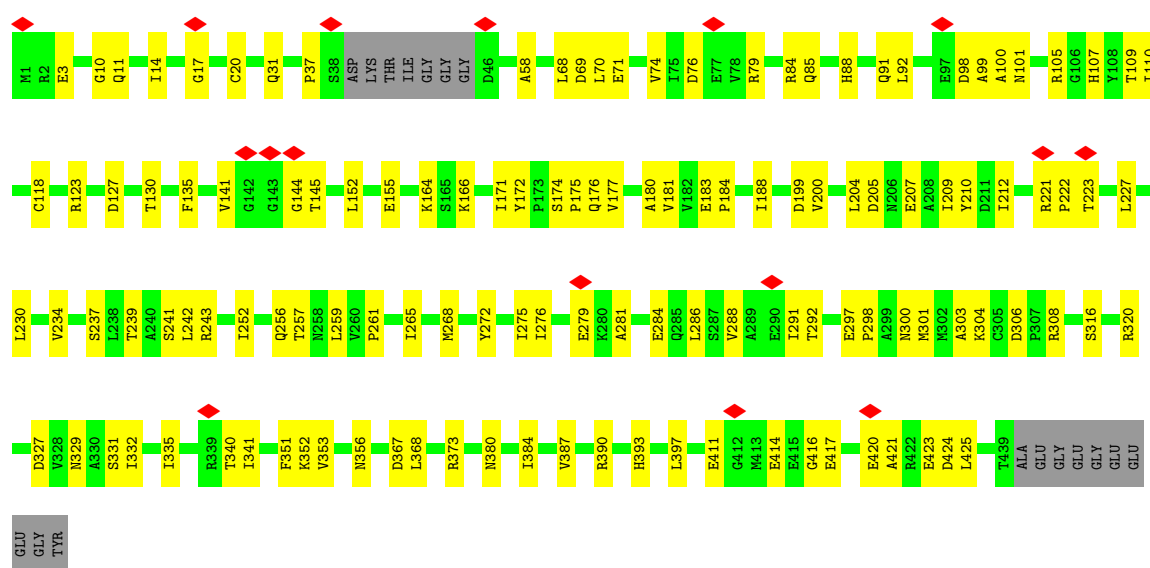 M1 R2 E3 G10 Q11 I14 G17 C20 Q31 P37 S38 ASP LYS THR ILE GLY GLY GLY D46 A58 L68 D69 L70 E71 V74 I75 D76 E77 V78 R79 R84 Q85 H88 Q91 L92 E97 D98 A99 A100 N101 R105 G106 H107 Y108 T109 I110
C118 R123 D127 T130 F135 V141 G142 G143 G144 T145 L152 E155 K164 S165 K166 I171 Y172 P173 S174 P175 Q176 V177 A180 V181 V182 E183 P184 I188 D199 V200 L204 D205 N206 E207 A208 I209 Y210 D211 I212 R221 P222 T223 L227
L230 V234 S237 L238 T239 A240 S241 L242 R243 I252 Q256 T257 N258 L259 V260 P261 I265 M268 Y272 I275 I276 E279 K280 A281 E284 Q285 L286 S287 V288 A289 E290 I291 T292 E297 P298 A299 N300 M301 M302 A303 K304 C305 D306 P307 R308 S316 R320
D327 V328 N329 A330 S331 I332 I335 R339 T340 I341 F351 K352 V353 N356 D367 L368 R373 N380 I384 V387 R390 H393 L397 E411 G412 M413 E414 E415 G416 E417 E420 A421 R422 E423 D424 L425 T439 ALA GLU GLY GLU GLY GLU GLU
GLU GLY TYR